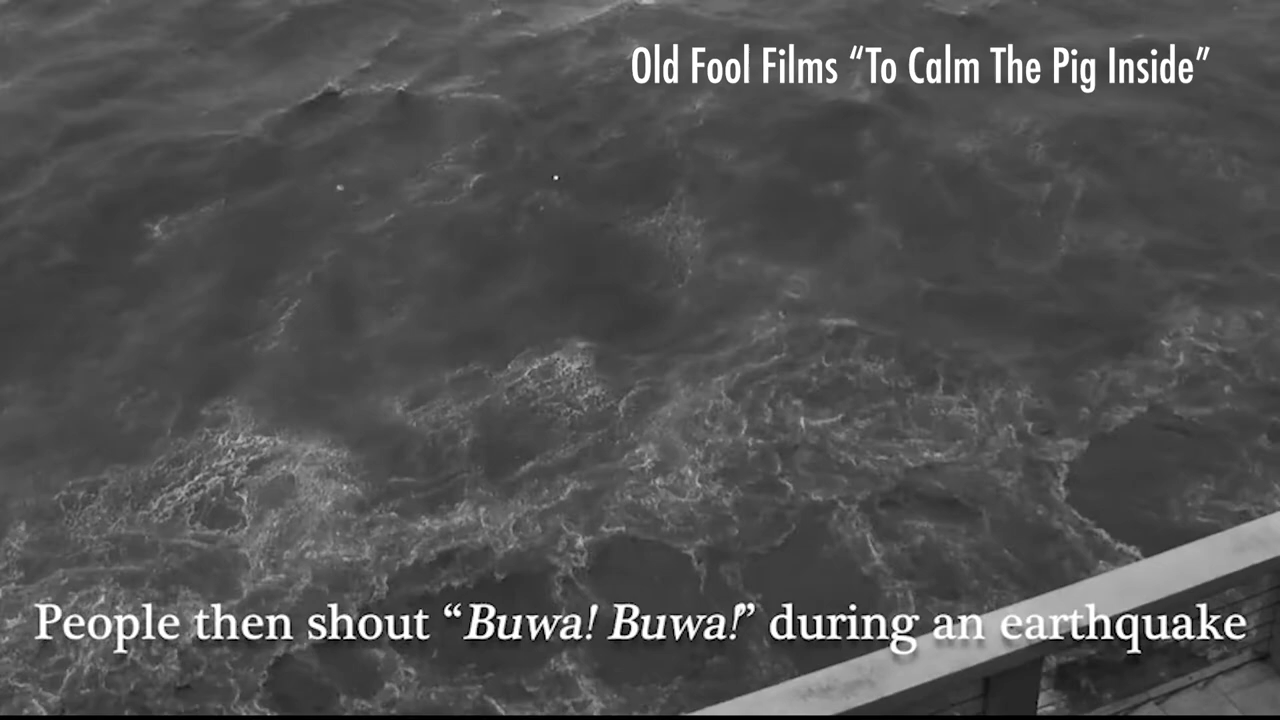 Old Fool Films “To Calm The Pig Inside”
People then shout “Buwa! Buwa!” during an earthquake